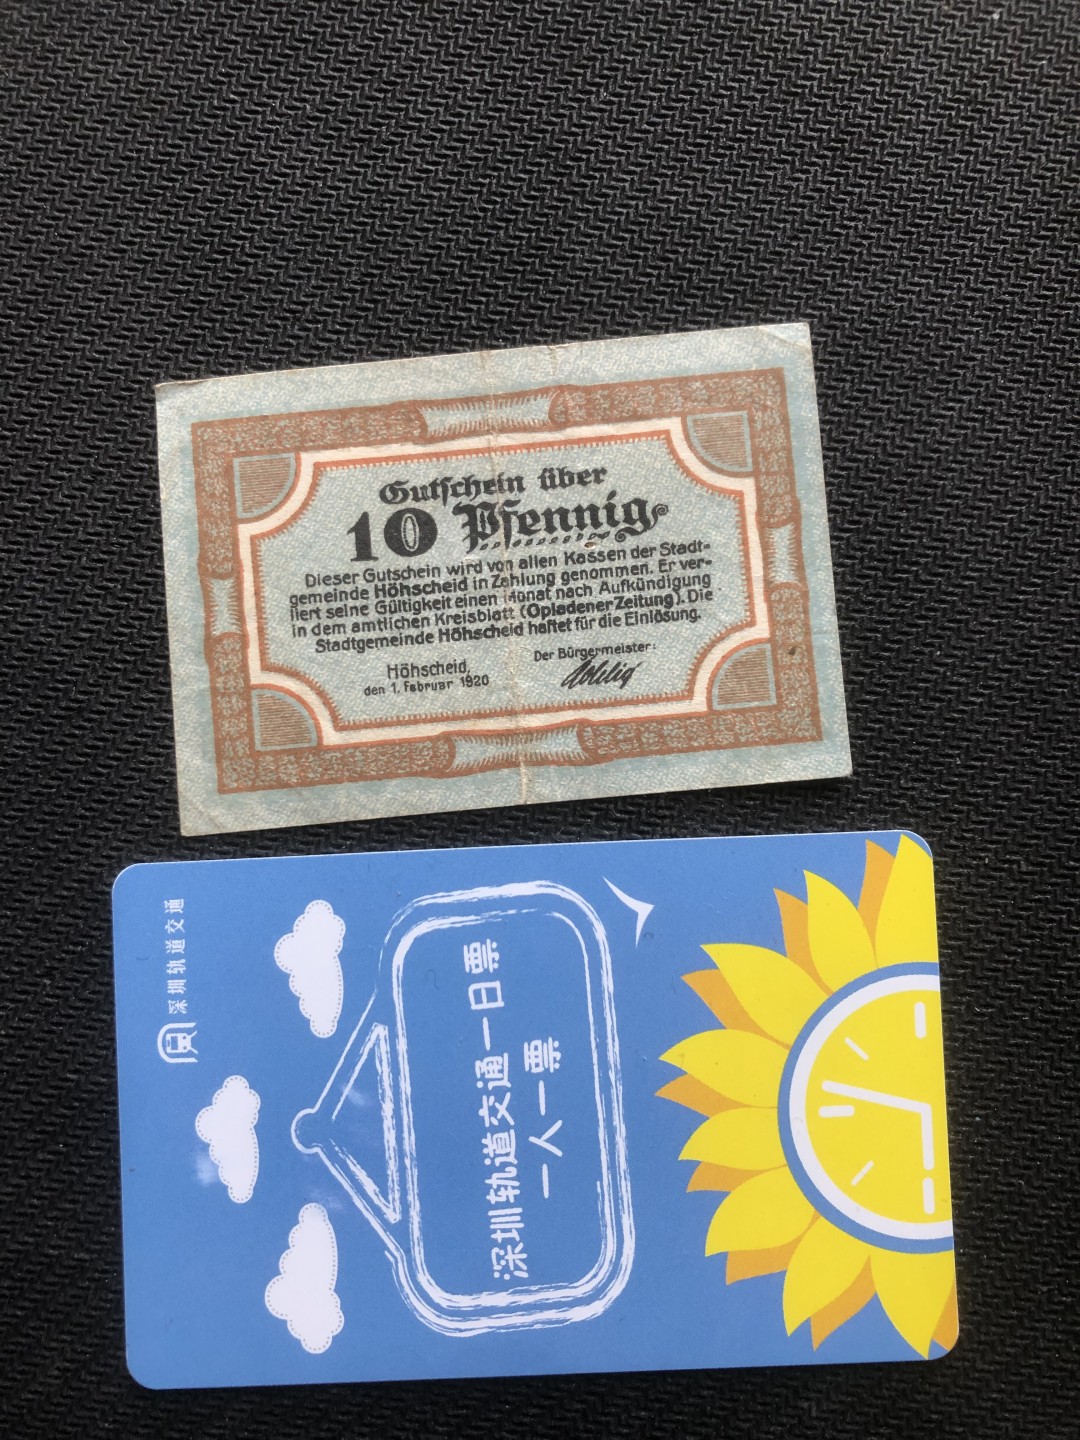 Gutschein über
10 Pfennig
Dieser Gutschein wird von allen Kassen der Stadt-
gemeinde Höhscheid in Zahlung genommen. Er ver-
liert seine Gültigkeit einen Monat nach Aufkündigung
in dem amtlichen Kreisblatt (Opladener Zeitung). Die
Stadtgemeinde Höhscheid haftet für die Einlösung.
Höhscheid,
den 1. Februar 1920
Der Bürgermeister:
深圳轨道交通
深圳轨道交通一日票
一人一票